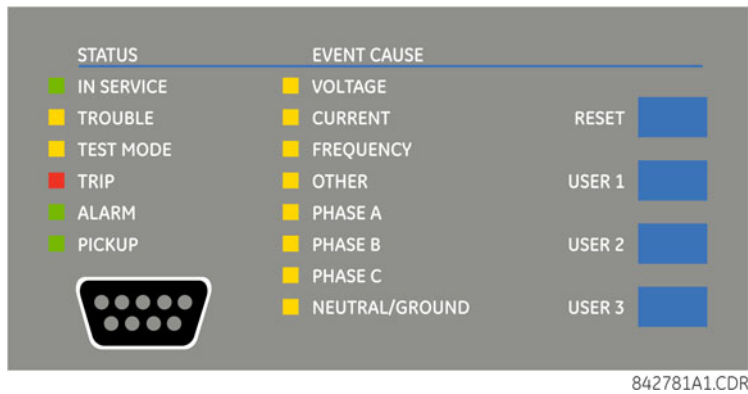 STATUS
IN SERVICE
TROUBLE
TEST MODE
TRIP
ALARM
PICKUP
EVENT CAUSE
VOLTAGE
CURRENT
FREQUENCY
OTHER
PHASE A
PHASE B
PHASE C
NEUTRAL/GROUND
RESET
USER 1
USER 2
USER 3
842781A1.CDR